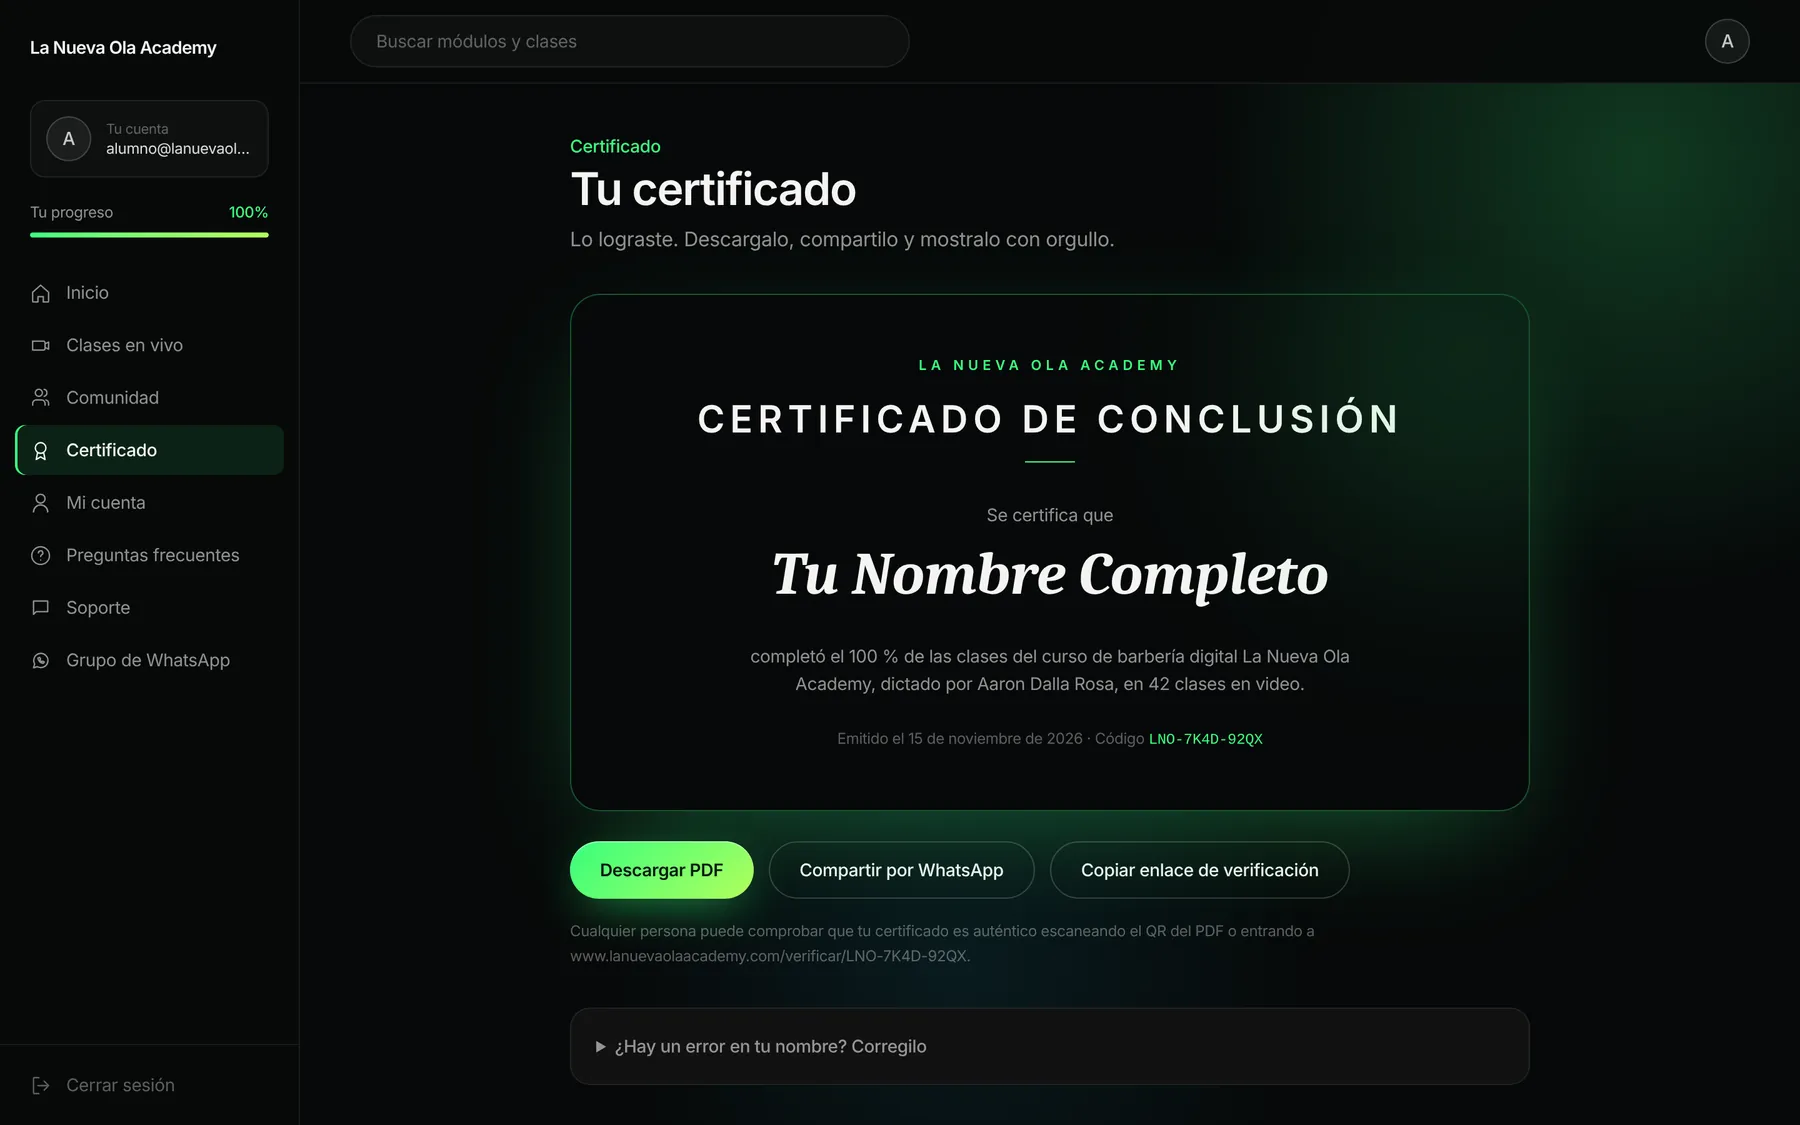 La Nueva Ola Academy
Buscar módulos y clases
A
A
Tu cuenta
alumno@lanuevaol...
Tu progreso
100%
Inicio
Clases en vivo
Comunidad
Certificado
Mi cuenta
Preguntas frecuentes
Soporte
Grupo de WhatsApp
Cerrar sesión
Certificado
Tu certificado
Lo lograste. Descargalo, compartilo y mostralo con orgullo.
LA NUEVA OLA ACADEMY
CERTIFICADO DE CONCLUSIÓN
Se certifica que
Tu Nombre Completo
completó el 100 % de las clases del curso de barbería digital La Nueva Ola
Academy, dictado por Aaron Dalla Rosa, en 42 clases en video.
Emitido el 15 de noviembre de 2026 · Código LNO-7K4D-92QX
Descargar PDF
Compartir por WhatsApp
Copiar enlace de verificación
Cualquier persona puede comprobar que tu certificado es auténtico escaneando el QR del PDF o entrando a
www.lanuevaolaacademy.com/verificar/LNO-7K4D-92QX.
¿Hay un error en tu nombre? Corregilo